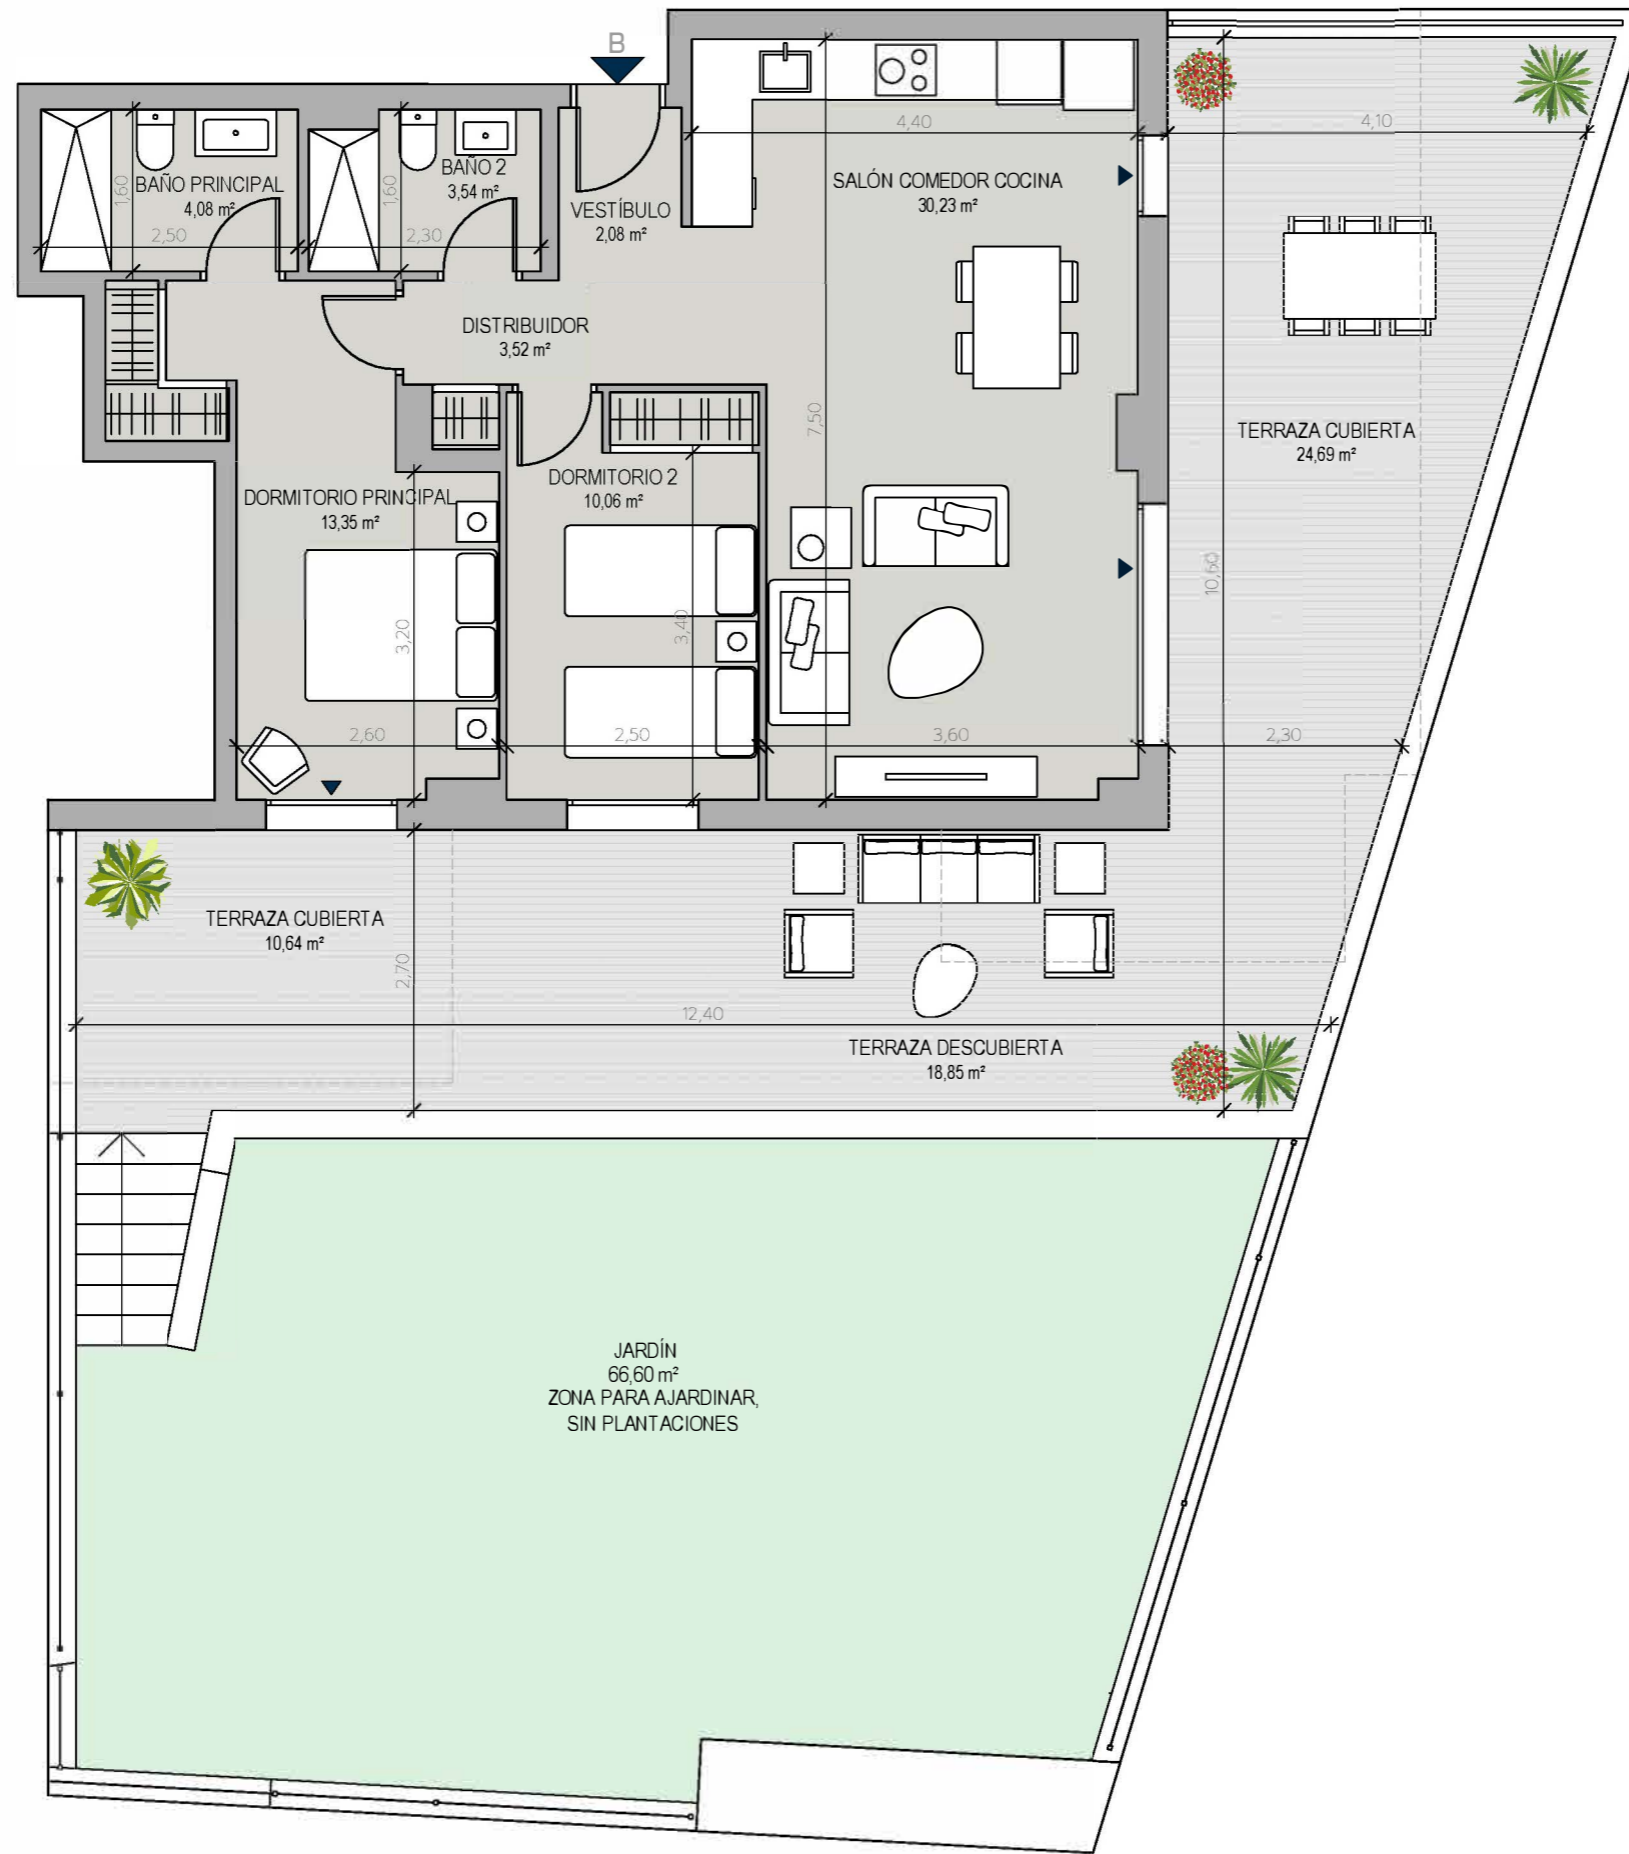 B
4,40
4,10
BAÑO PRINCIPAL
4,08 m²
1,60
2,50
BAÑO 2
3,54 m²
1,60
2,30
VESTÍBULO
2,08 m²
SALÓN COMEDOR COCINA
30,23 m²
DISTRIBUIDOR
3,52 m²
7,50
TERRAZA CUBIERTA
24,69 m²
DORMITORIO PRINCIPAL
13,35 m²
DORMITORIO 2
10,06 m²
10,60
3,20
3,40
2,60
2,50
3,60
2,30
TERRAZA CUBIERTA
10,64 m²
2,70
12,40
TERRAZA DESCUBIERTA
18,85 m²
JARDÍN
66,60 m²
ZONA PARA AJARDINAR,
SIN PLANTACIONES